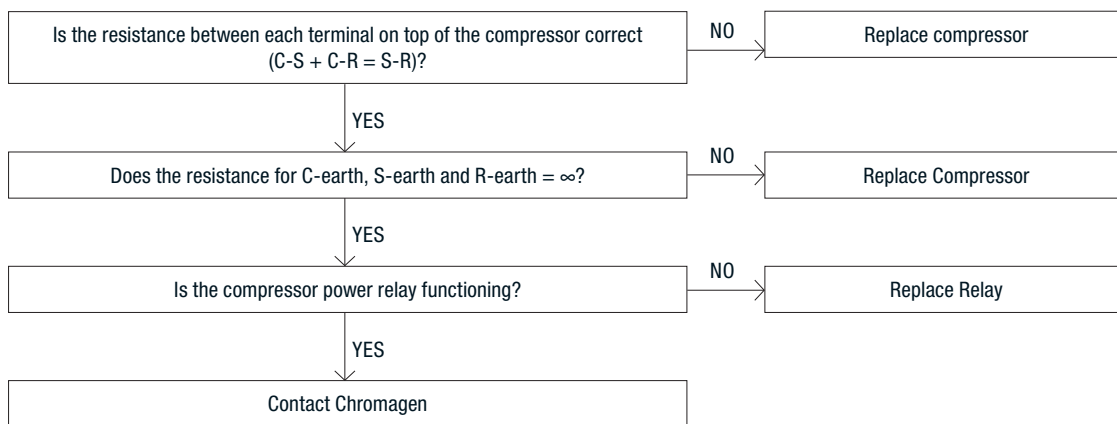 Is the resistance between each terminal on top of the compressor correct
(C-S + C-R = S-R)?
NO
Replace compressor
YES
Does the resistance for C-earth, S-earth and R-earth = ∞?
NO
Replace Compressor
YES
Is the compressor power relay functioning?
NO
Replace Relay
YES
Contact Chromagen